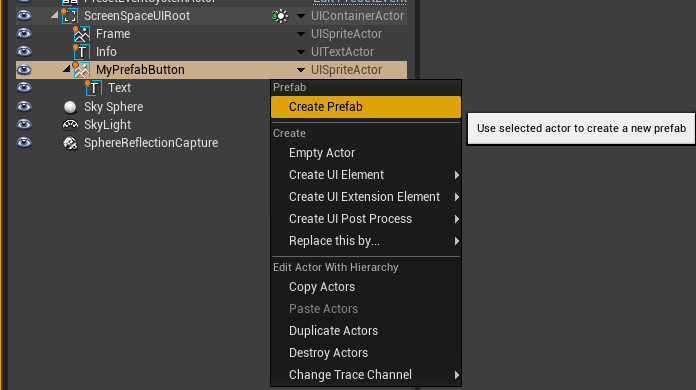 PresetEventSystemActor
ScreenSpaceUIRoot UIContainerActor
Frame UISpriteActor
Info UITextActor
MyPrefabButton UISpriteActor
Text
Sky Sphere
SkyLight
SphereReflectionCapture
Prefab
Create Prefab
Use selected actor to create a new prefab
Create
Empty Actor
Create UI Element
Create UI Extension Element
Create UI Post Process
Replace this by...
Edit Actor With Hierarchy
Copy Actors
Paste Actors
Duplicate Actors
Destroy Actors
Change Trace Channel